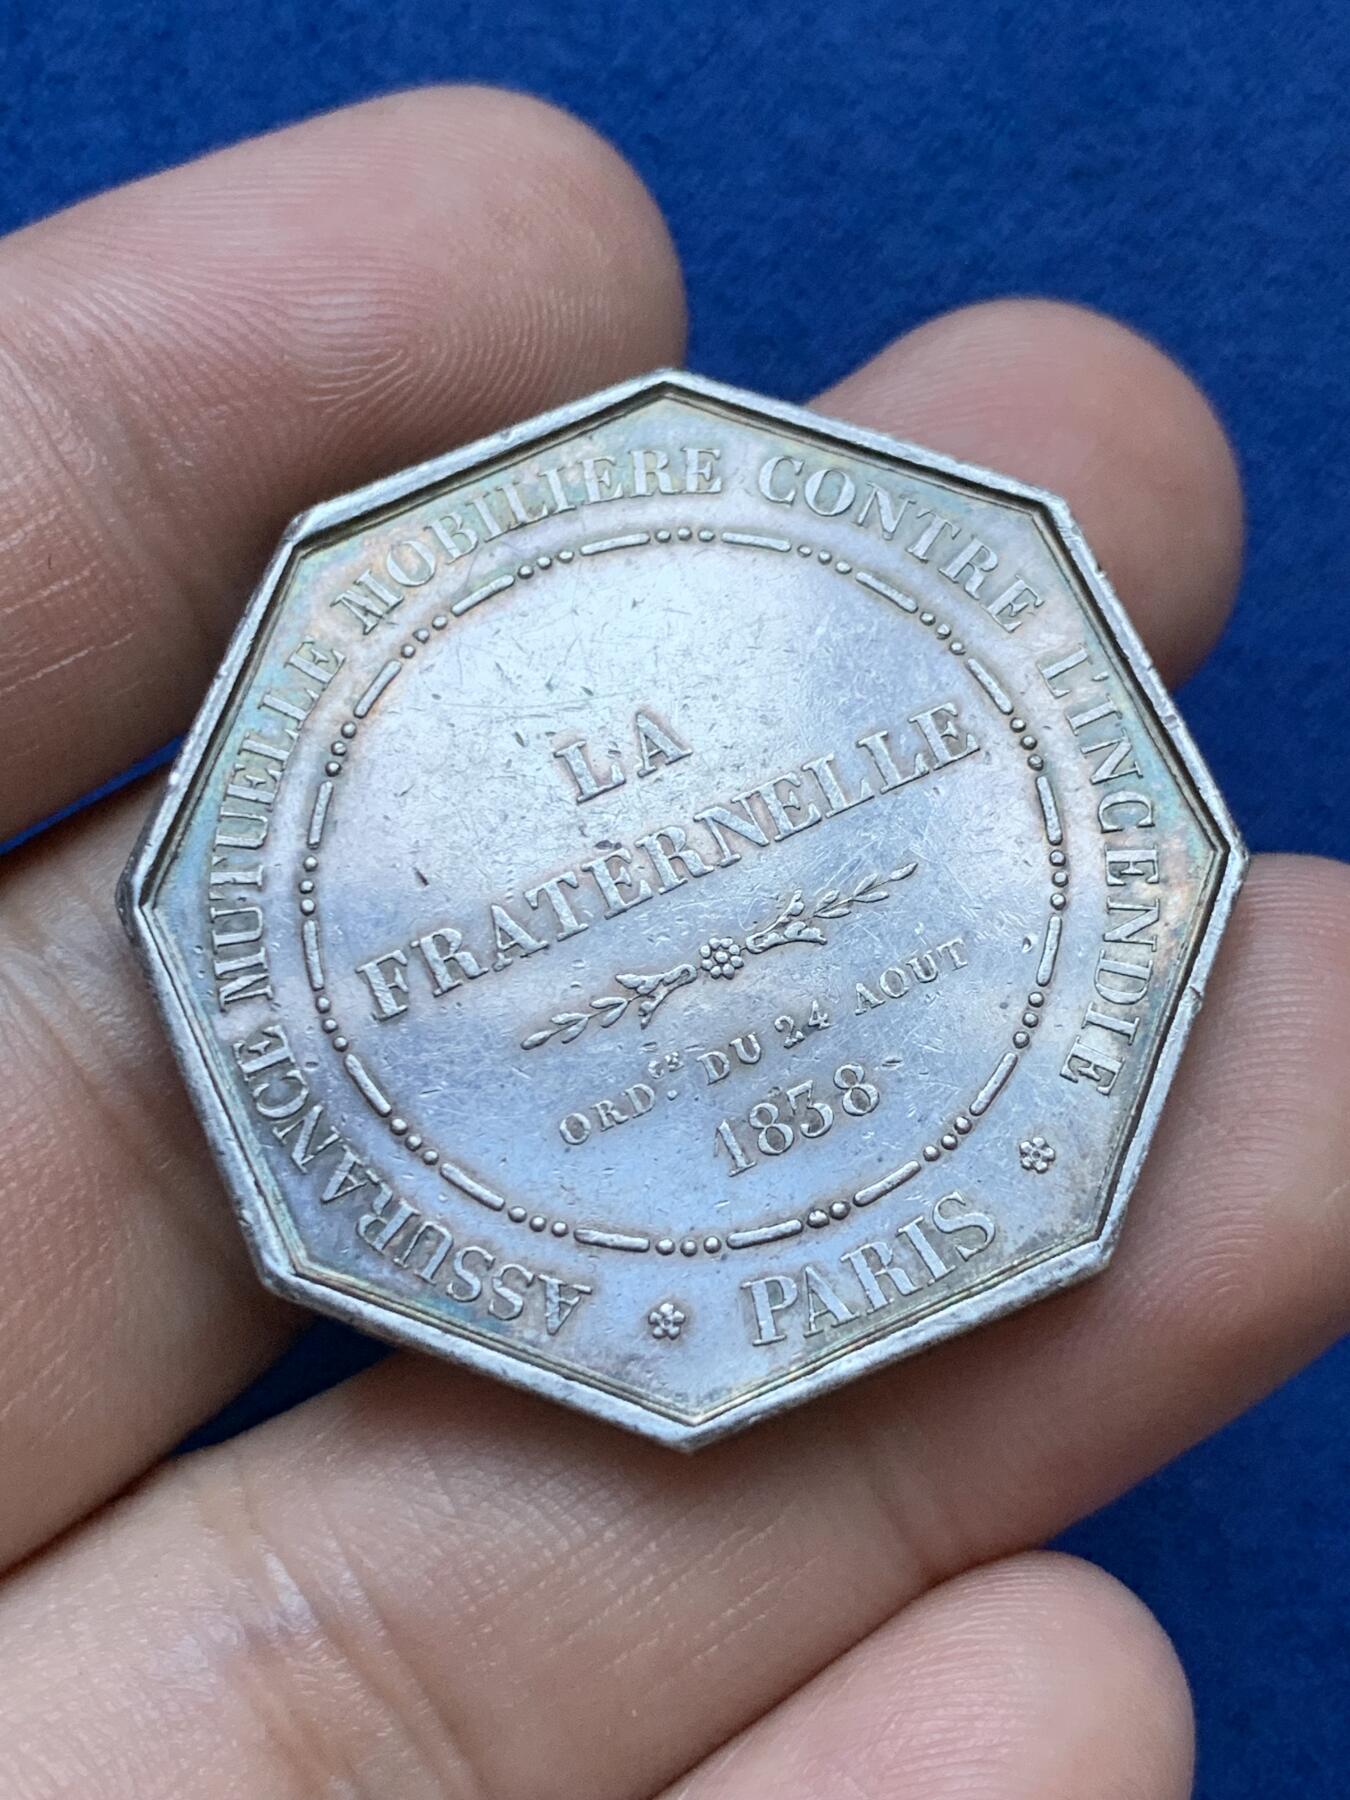 ASSURANCE MUTUELLE MOBILIERE CONTRE L'INCENDIE
LA
FRATERNELLE
ORD.ᶜᴱ DU 24 AOUT
1838
PARIS